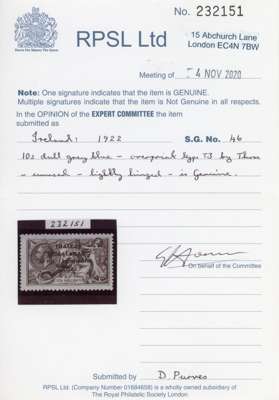 No. 232151
RPSL Ltd
15 Abchurch Lane
London EC4N 7BW
Meeting of 4 NOV 2020
Note: One signature indicates that the item is GENUINE.
Multiple signatures indicate that the item is Not Genuine in all respects.
In the OPINION of the EXPERT COMMITTEE the item
submitted as
Ireland: 1922 S.G. No. 46
10s dull grey blue – overprint type T3 by Thom
– unused – lightly hinged – is Genuine.
232151
On behalf of the Committee
Submitted by D. Purves
RPSL Ltd (Company Number 01684658) is a wholly owned subsidiary of
The Royal Philatelic Society London